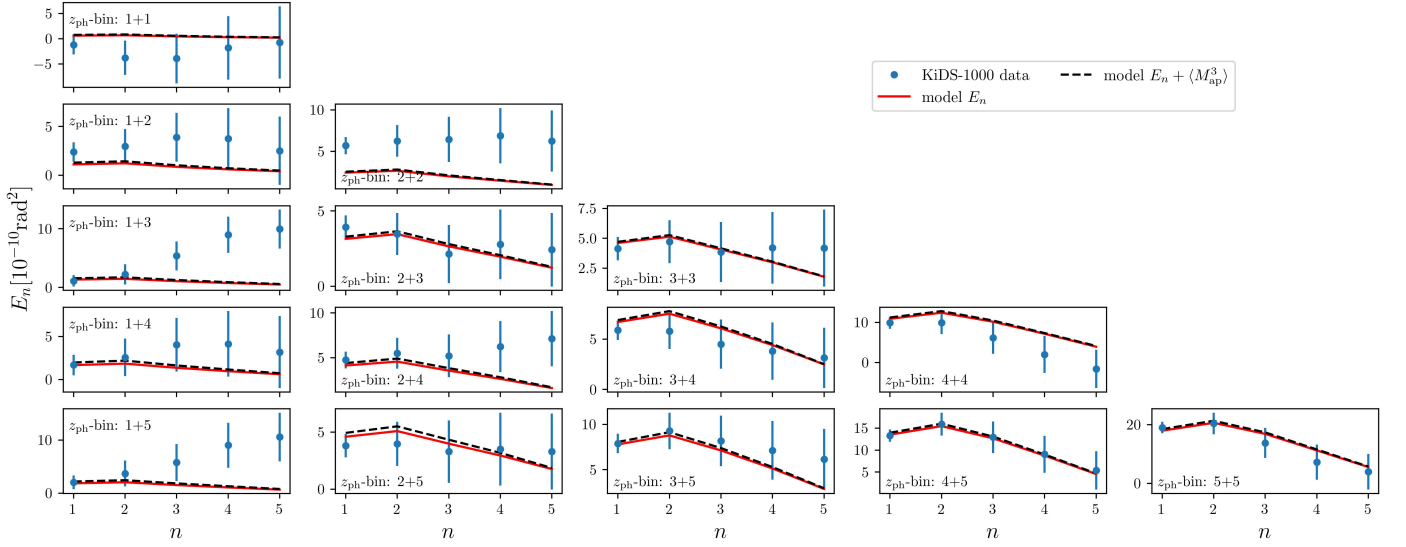 z_ph-bin: 1+1
5
0
−5
KiDS-1000 data
model E_n
model E_n + ⟨M_ap^3⟩
z_ph-bin: 1+2
5
0
z_ph-bin: 2+2
10
5
E_n[10^−10 rad^2]
z_ph-bin: 1+3
10
0
z_ph-bin: 2+3
5
0
z_ph-bin: 3+3
7.5
5.0
2.5
z_ph-bin: 1+4
5
0
z_ph-bin: 2+4
10
5
z_ph-bin: 3+4
5
0
z_ph-bin: 4+4
10
0
z_ph-bin: 1+5
10
0
z_ph-bin: 2+5
5
0
z_ph-bin: 3+5
10
5
z_ph-bin: 4+5
15
10
5
z_ph-bin: 5+5
20
0
1 2 3 4 5
1 2 3 4 5
1 2 3 4 5
1 2 3 4 5
1 2 3 4 5
n
n
n
n
n